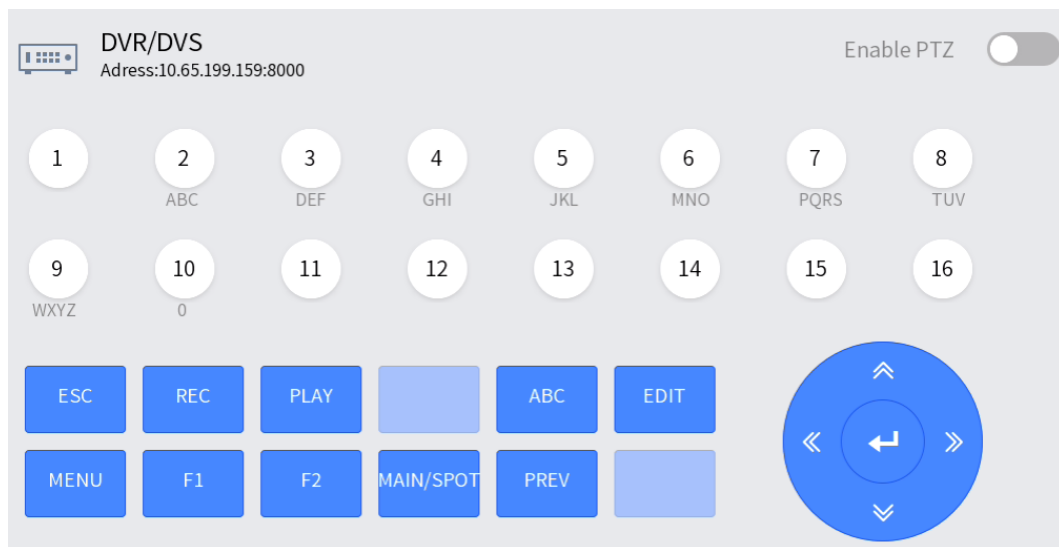 DVR/DVS
Enable PTZ
Adress:10.65.199.159:8000
1 2 3 4 5 6 7 8
ABC DEF GHI JKL MNO PQRS TUV
9 10 11 12 13 14 15 16
WXYZ 0
ESC REC PLAY ABC EDIT
MENU F1 F2 MAIN/SPOT PREV